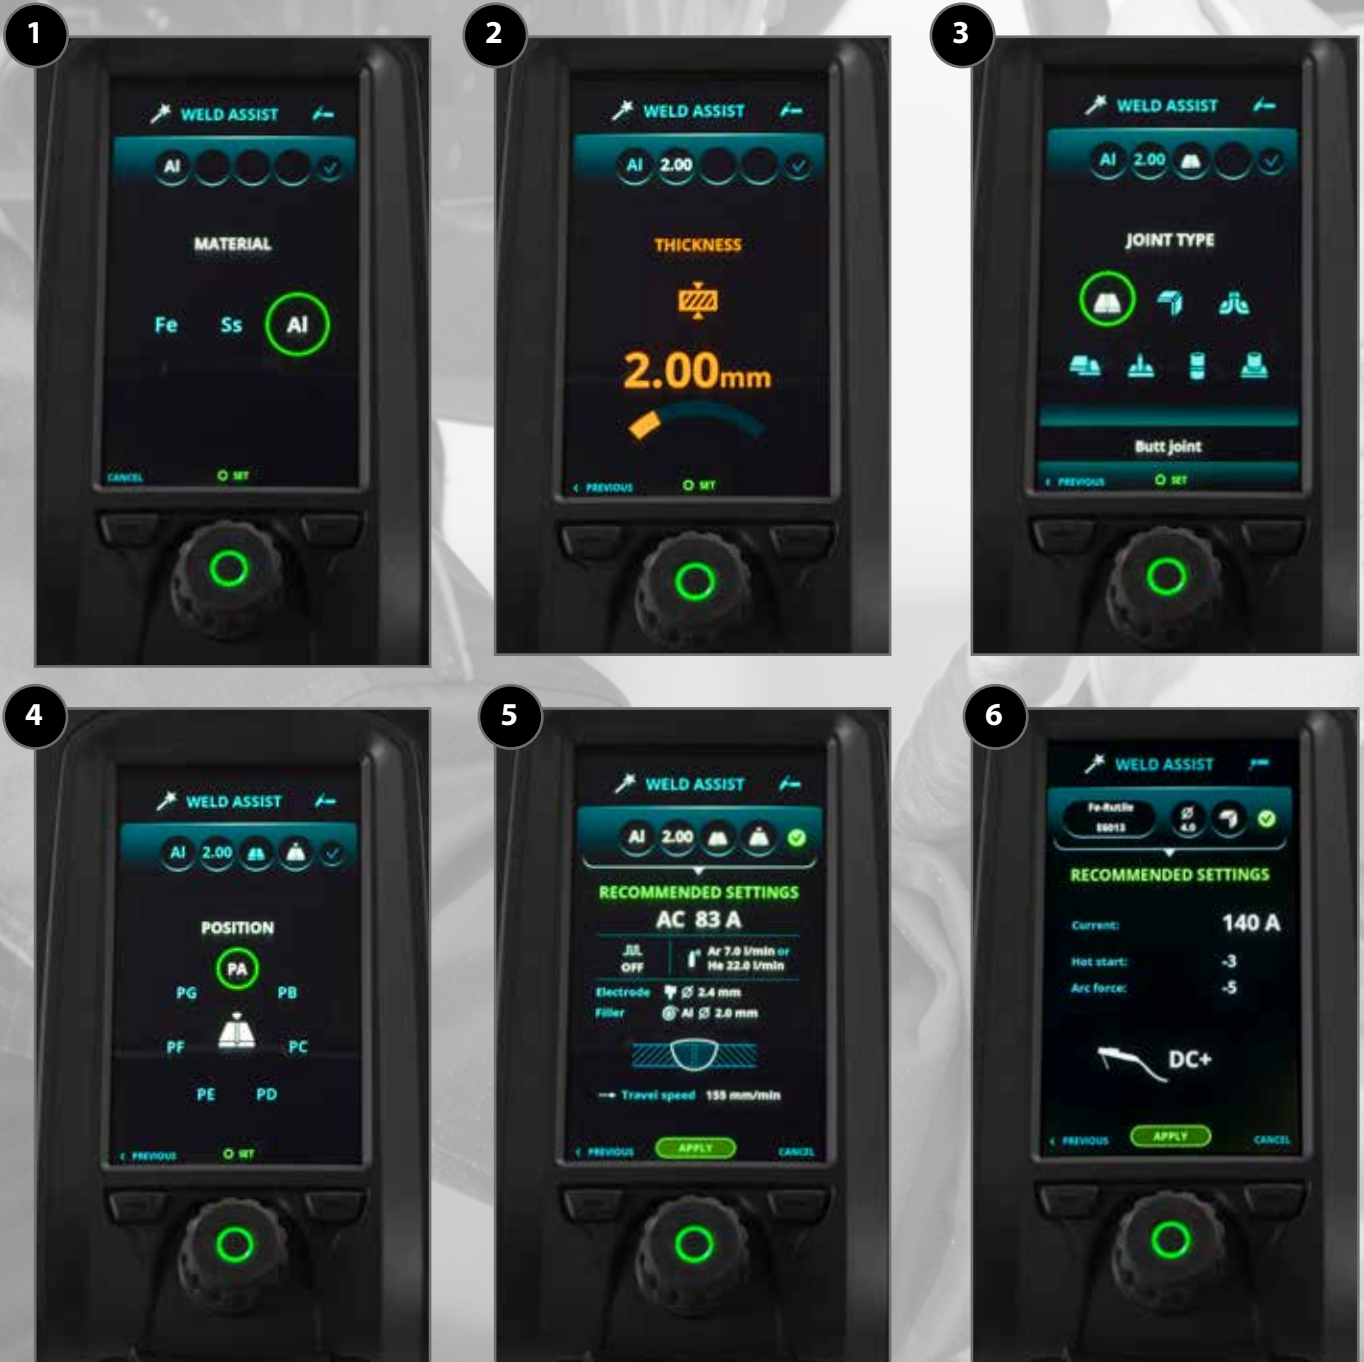 1
WELD ASSIST
Al
MATERIAL
Fe Ss Al
CANCEL SET
2
WELD ASSIST
Al 2.00
THICKNESS
2.00mm
< PREVIOUS SET
3
WELD ASSIST
Al 2.00
JOINT TYPE
Butt joint
< PREVIOUS SET
4
WELD ASSIST
Al 2.00
POSITION
PA
PG PB
PF PC
PE PD
< PREVIOUS SET
5
WELD ASSIST
Al 2.00
RECOMMENDED SETTINGS
AC 83 A
OFF
Ar 7.0 l/min or
He 22.0 l/min
Electrode Ø 2.4 mm
Filler Al Ø 2.0 mm
Travel speed 155 mm/min
< PREVIOUS APPLY CANCEL
6
WELD ASSIST
Fe-Rutile
E6013
Ø
4.0
RECOMMENDED SETTINGS
Current: 140 A
Hot start: -3
Arc force: -5
DC+
< PREVIOUS APPLY CANCEL